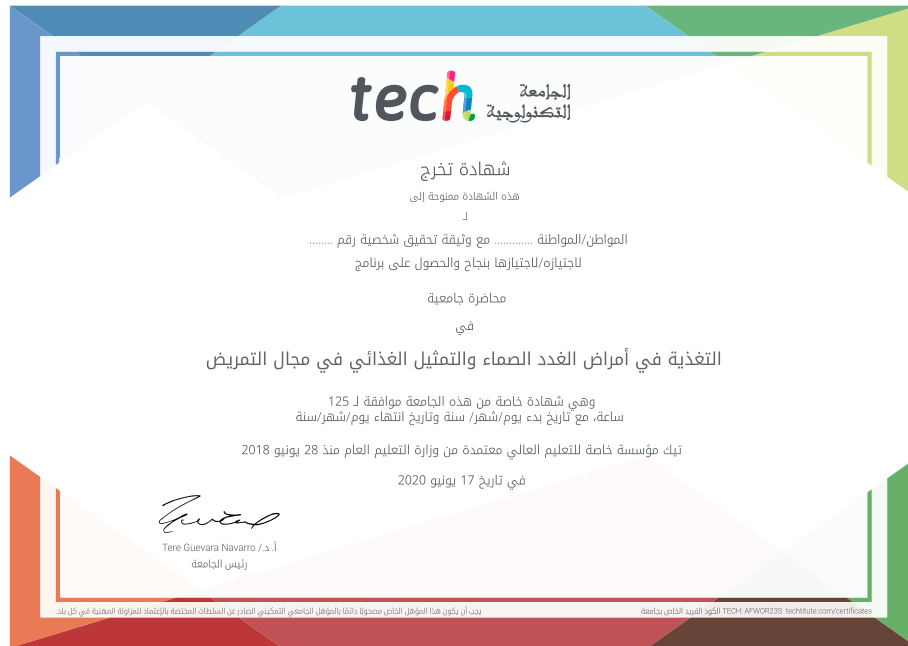 tech الجامعة
التكنولوجية
شهادة تخرج
هذه الشهادة ممنوحة إلى
لـ
المواطن/المواطنة ............. مع وثيقة تحقيق شخصية رقم ........
لاجتيازه/لاجتيازها بنجاح والحصول على برنامج
محاضرة جامعية
في
التغذية في أمراض الغدد الصماء والتمثيل الغذائي في مجال التمريض
وهي شهادة خاصة من هذه الجامعة موافقة لـ 125
ساعة، مع تاريخ بدء يوم/شهر/ سنة وتاريخ انتهاء يوم/شهر/سنة
تيك مؤسسة خاصة للتعليم العالي معتمدة من وزارة التعليم العام منذ 28 يونيو 2018
في تاريخ 17 يونيو 2020
أ. د./ Tere Guevara Navarro
رئيس الجامعة
يجب أن يكون هذا المؤهل الخاص مصحوبًا دائمًا بالمؤهل الجامعي التمكيني الصادر عن السلطات المختصة بالإعتماد للمزاولة المهنية في كل بلد.
الكود الفريد الخاص بجامعة TECH: AFWOR23S techtitute.com/certificates